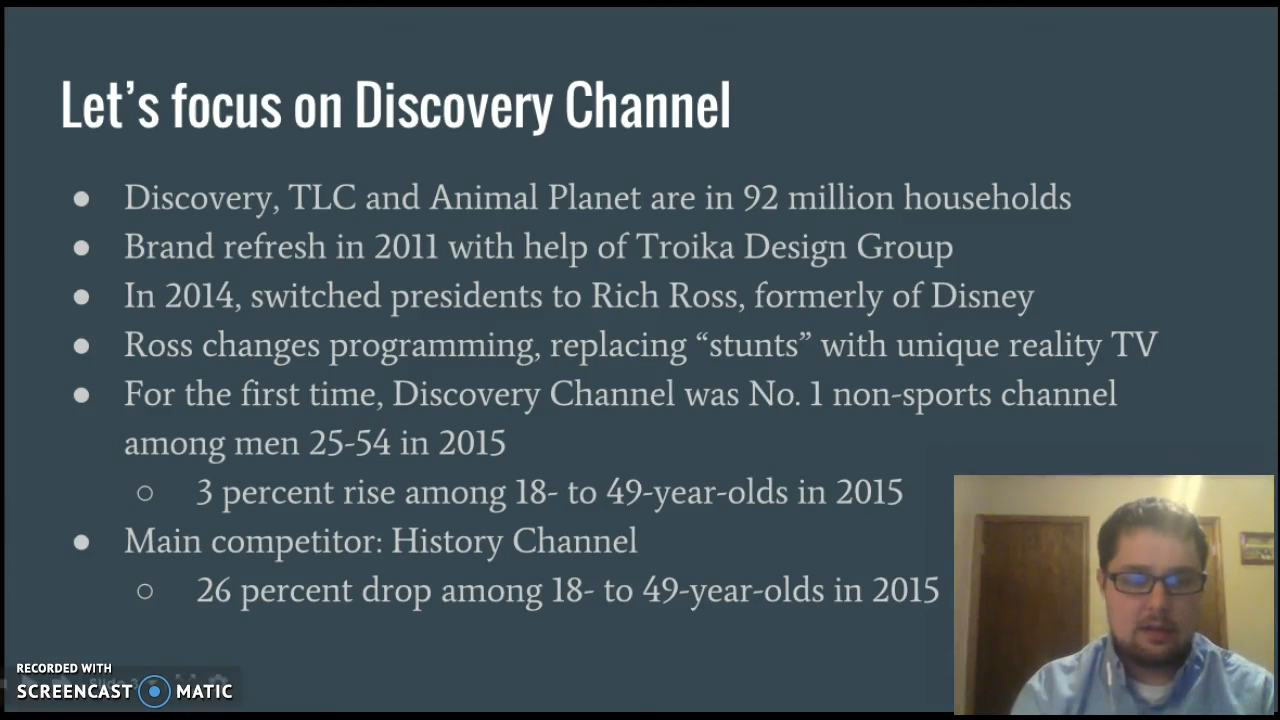 Let's focus on Discovery Channel
● Discovery, TLC and Animal Planet are in 92 million households
● Brand refresh in 2011 with help of Troika Design Group
● In 2014, switched presidents to Rich Ross, formerly of Disney
● Ross changes programming, replacing “stunts” with unique reality TV
● For the first time, Discovery Channel was No. 1 non-sports channel
among men 25-54 in 2015
○ 3 percent rise among 18- to 49-year-olds in 2015
● Main competitor: History Channel
○ 26 percent drop among 18- to 49-year-olds in 2015
RECORDED WITH
SCREENCAST MATIC